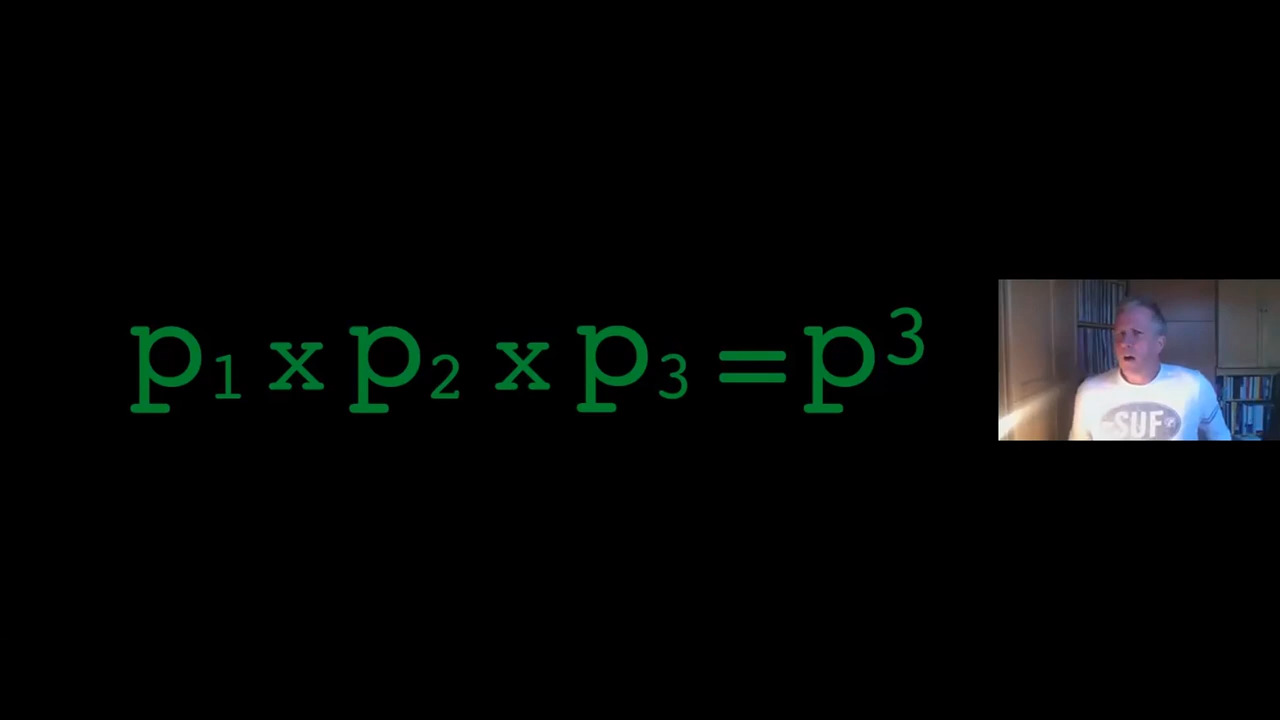 p₁ x p₂ x p₃ = p³
SUF